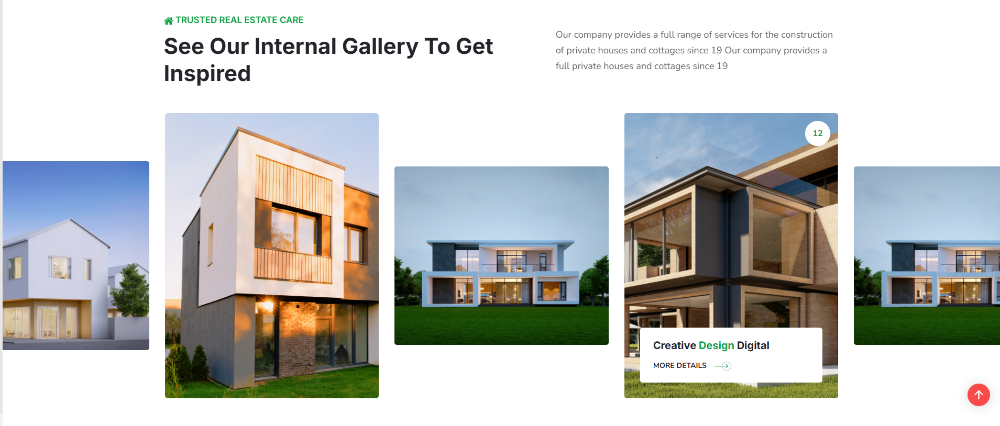 TRUSTED REAL ESTATE CARE
See Our Internal Gallery To Get
Inspired
Our company provides a full range of services for the construction
of private houses and cottages since 19 Our company provides a
full private houses and cottages since 19
12
Creative Design Digital
MORE DETAILS